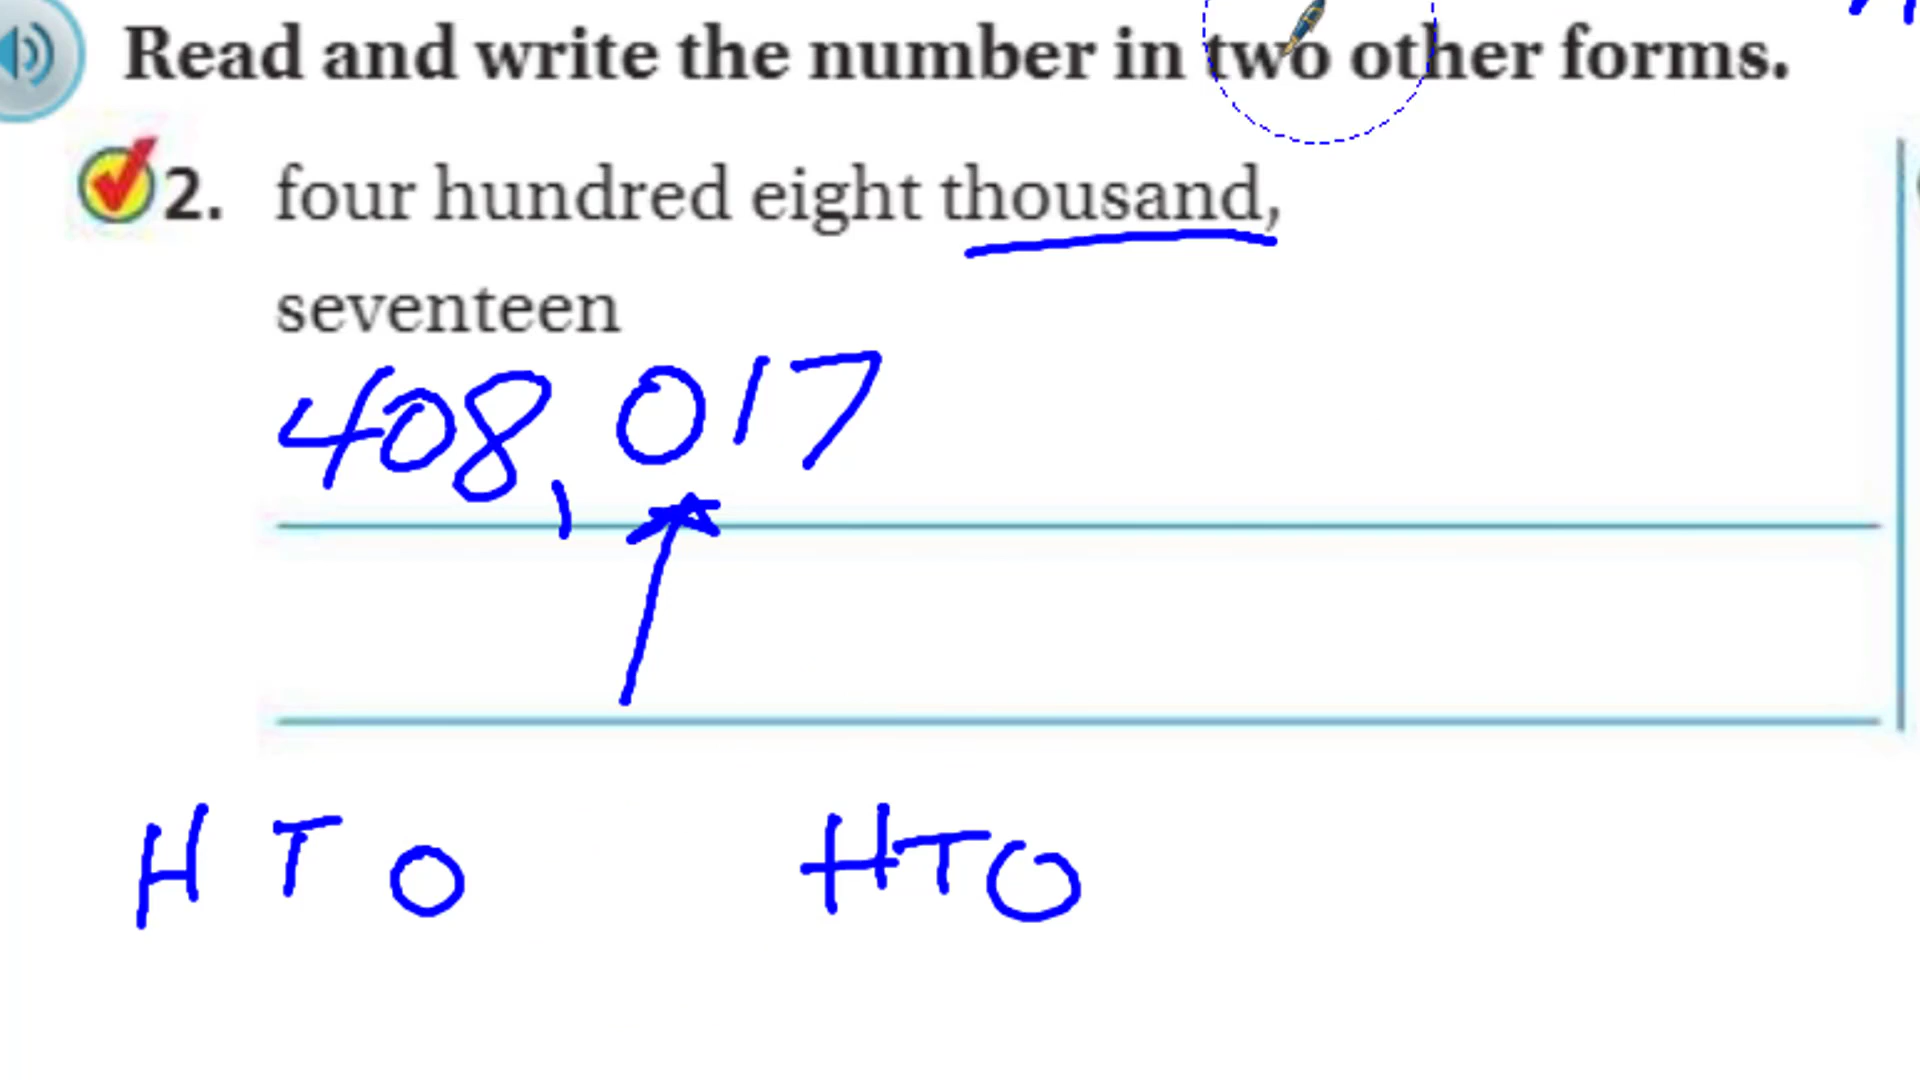 Read and write the number in two other forms.
2. four hundred eight thousand,
seventeen
408,017
H T O HTO